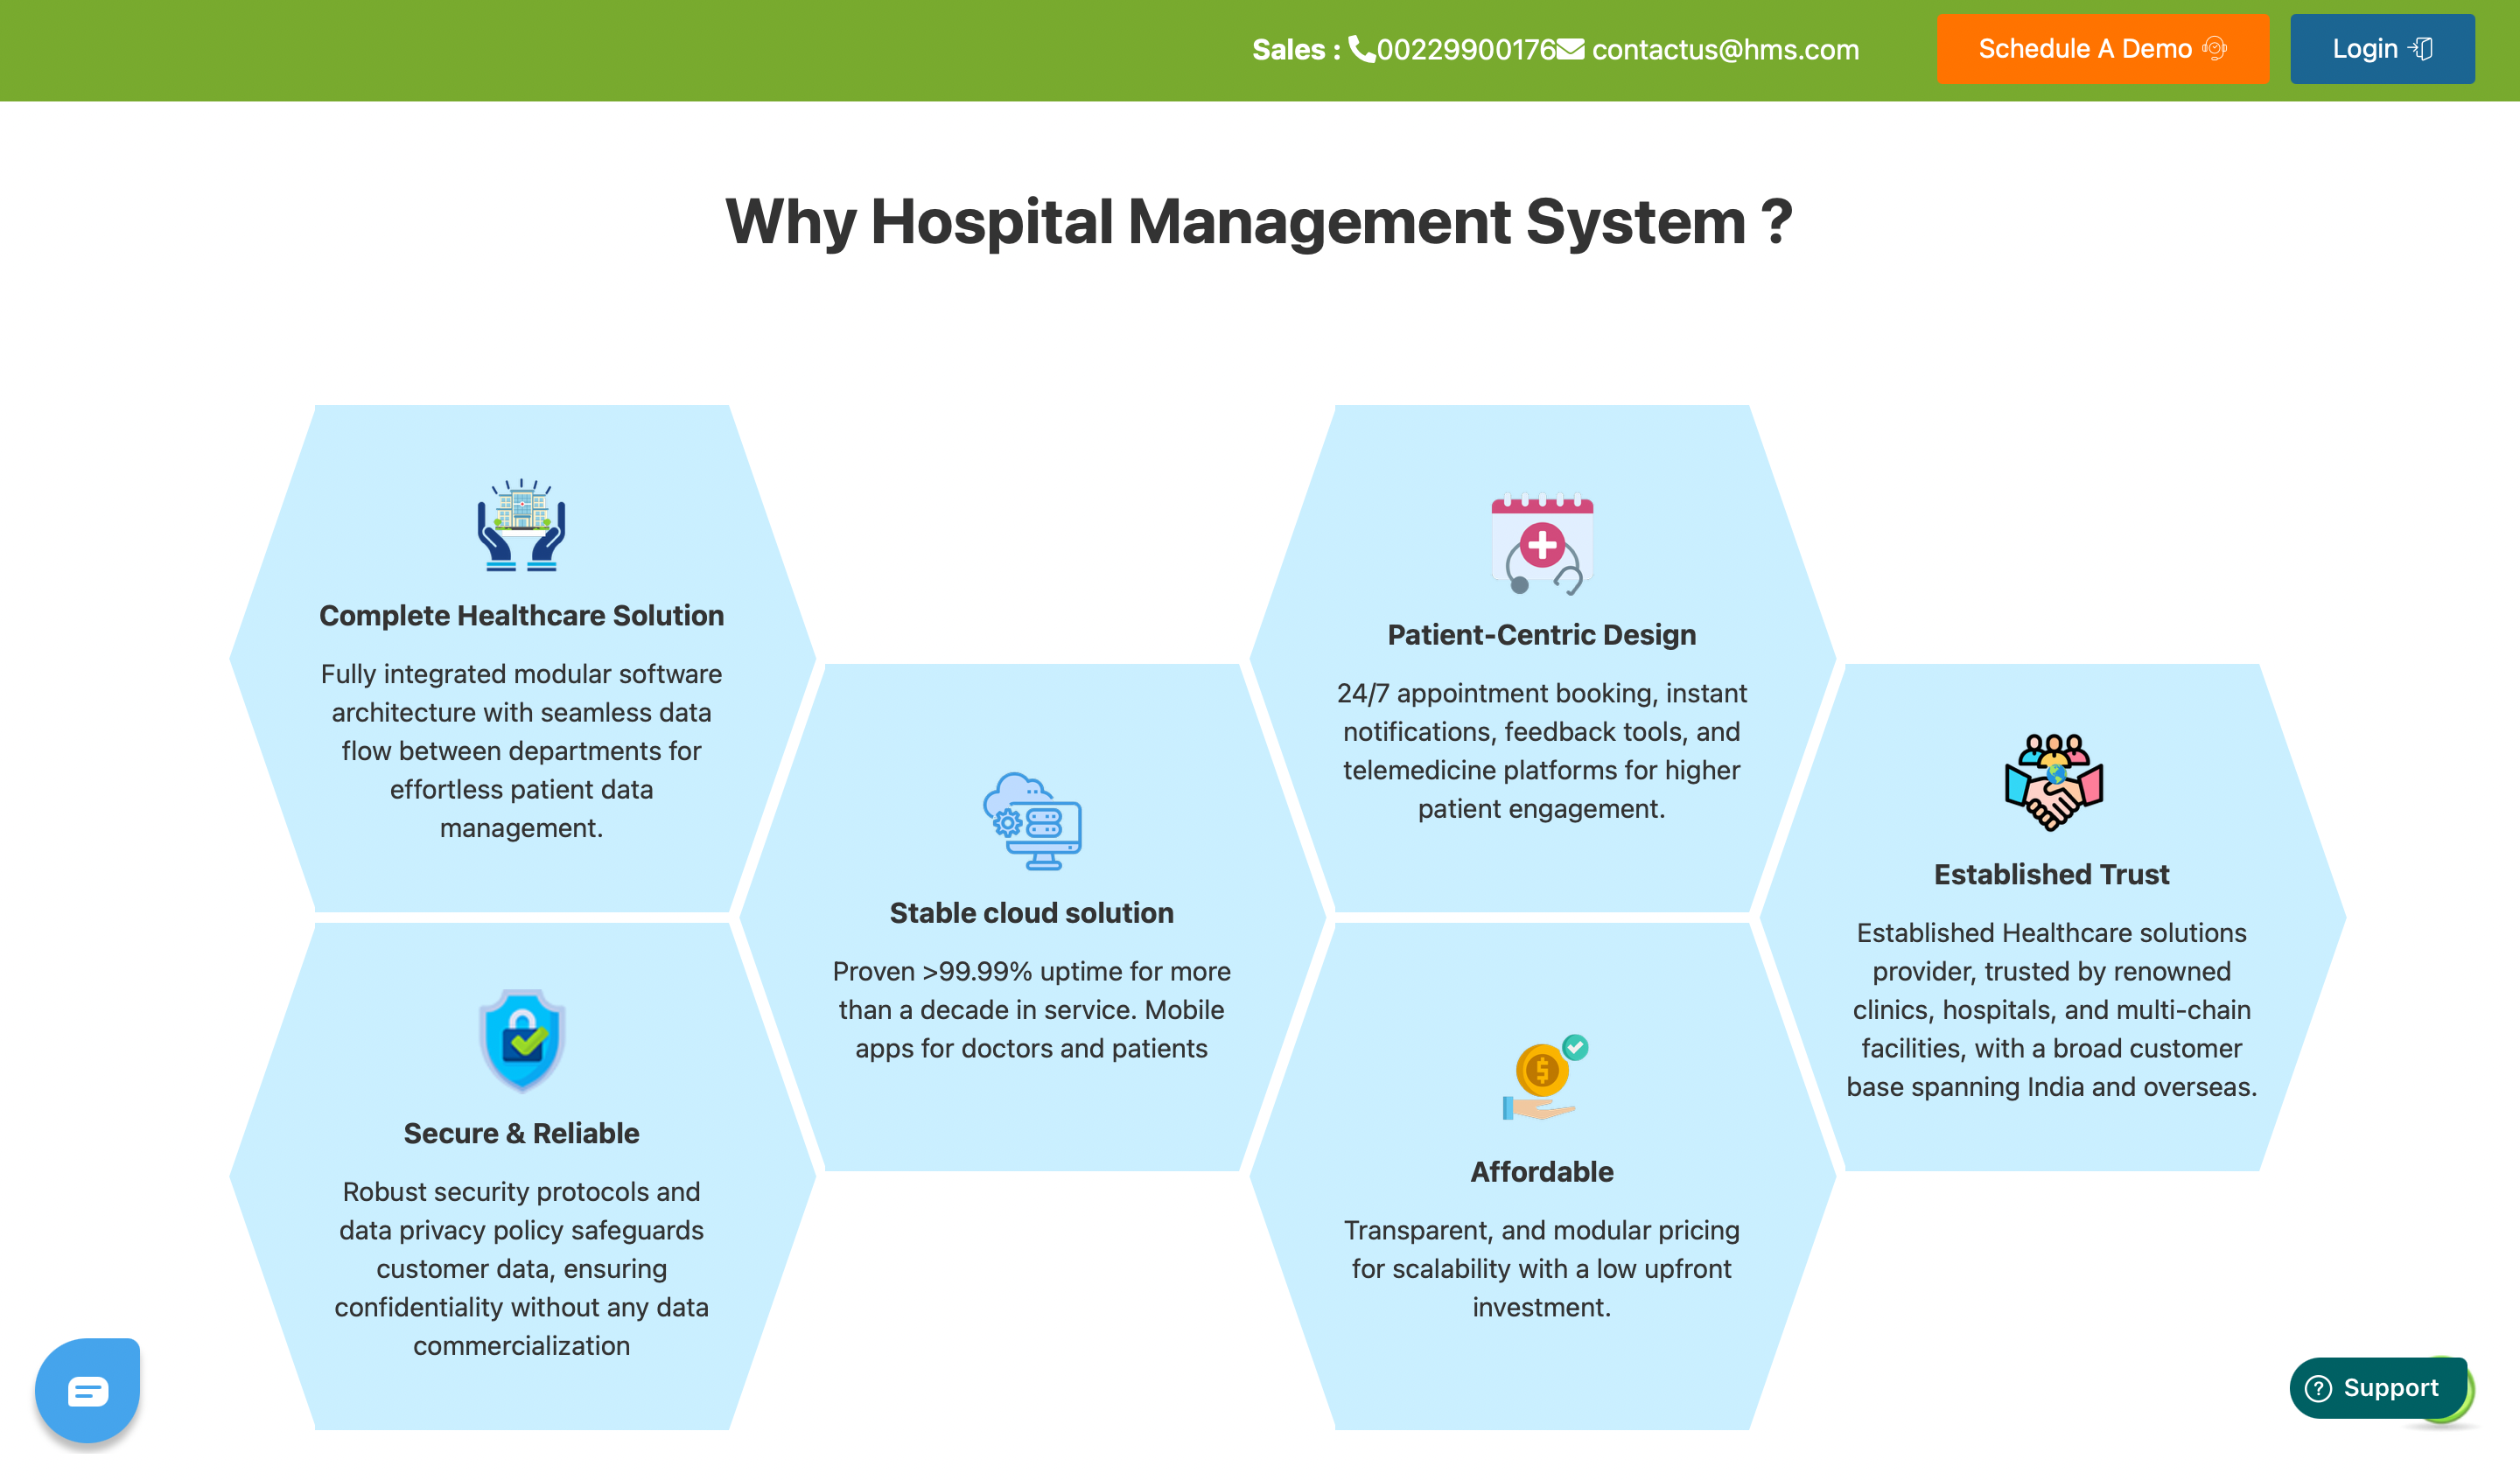 Sales : 00229900176 contactus@hms.com
Schedule A Demo
Login
Why Hospital Management System ?
Complete Healthcare Solution
Fully integrated modular software
architecture with seamless data
flow between departments for
effortless patient data
management.
Secure & Reliable
Robust security protocols and
data privacy policy safeguards
customer data, ensuring
confidentiality without any data
commercialization
Stable cloud solution
Proven >99.99% uptime for more
than a decade in service. Mobile
apps for doctors and patients
Patient-Centric Design
24/7 appointment booking, instant
notifications, feedback tools, and
telemedicine platforms for higher
patient engagement.
Affordable
Transparent, and modular pricing
for scalability with a low upfront
investment.
Established Trust
Established Healthcare solutions
provider, trusted by renowned
clinics, hospitals, and multi-chain
facilities, with a broad customer
base spanning India and overseas.
Support